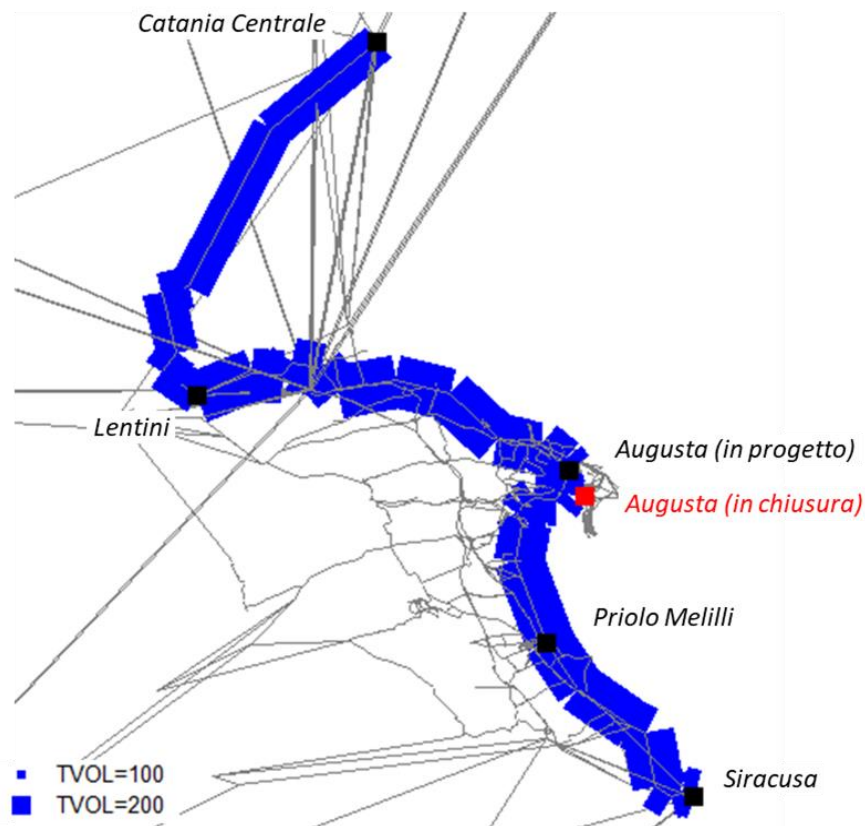 Catania Centrale
Lentini
Augusta (in progetto)
Augusta (in chiusura)
Priolo Melilli
TVOL=100
TVOL=200
Siracusa